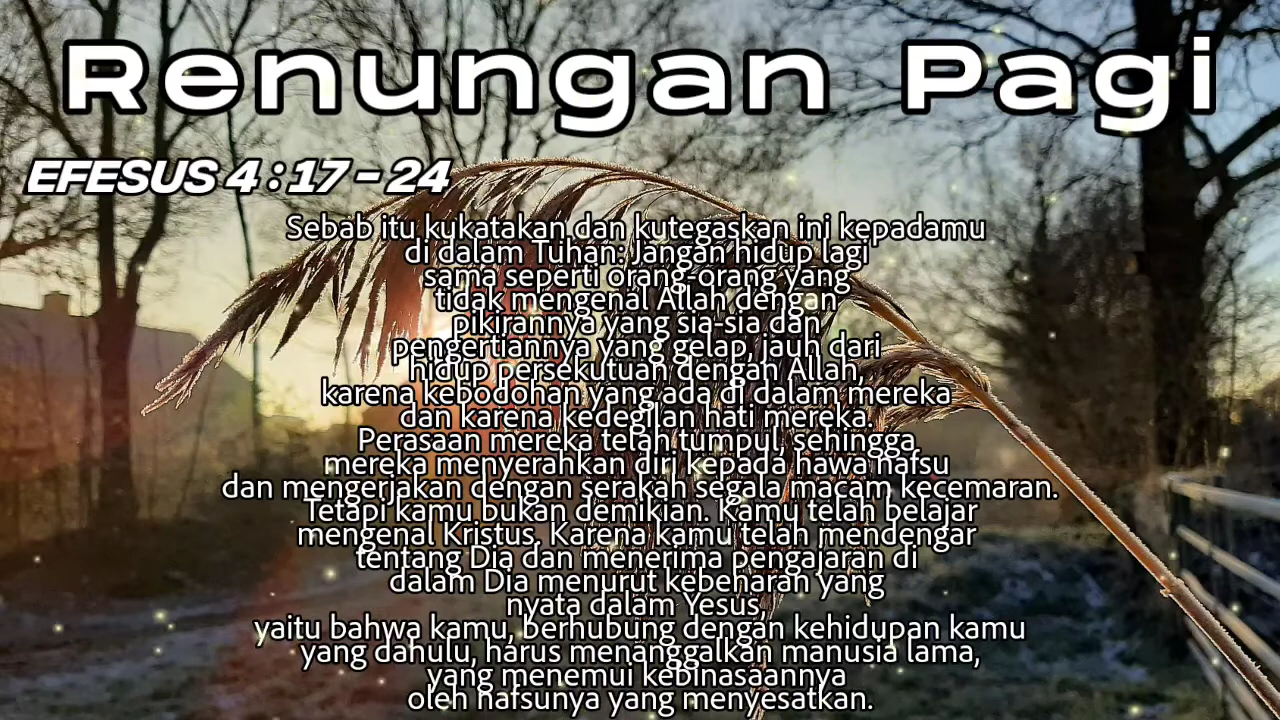 Renungan Pagi
EFESUS 4 : 17 - 24
Sebab itu kukatakan dan kutegaskan ini kepadamu
di dalam Tuhan: Jangan hidup lagi
sama seperti orang-orang yang
tidak mengenal Allah dengan
pikirannya yang sia-sia dan
pengertiannya yang gelap, jauh dari
hidup persekutuan dengan Allah,
karena kebodohan yang ada di dalam mereka
dan karena kedegilan hati mereka.
Perasaan mereka telah tumpul, sehingga
mereka menyerahkan diri kepada hawa nafsu
dan mengerjakan dengan serakah segala macam kecemaran.
Tetapi kamu bukan demikian. Kamu telah belajar
mengenal Kristus. Karena kamu telah mendengar
tentang Dia dan menerima pengajaran di
dalam Dia menurut kebenaran yang
nyata dalam Yesus,
yaitu bahwa kamu, berhubung dengan kehidupan kamu
yang dahulu, harus menanggalkan manusia lama,
yang menemui kebinasaannya
oleh nafsunya yang menyesatkan.